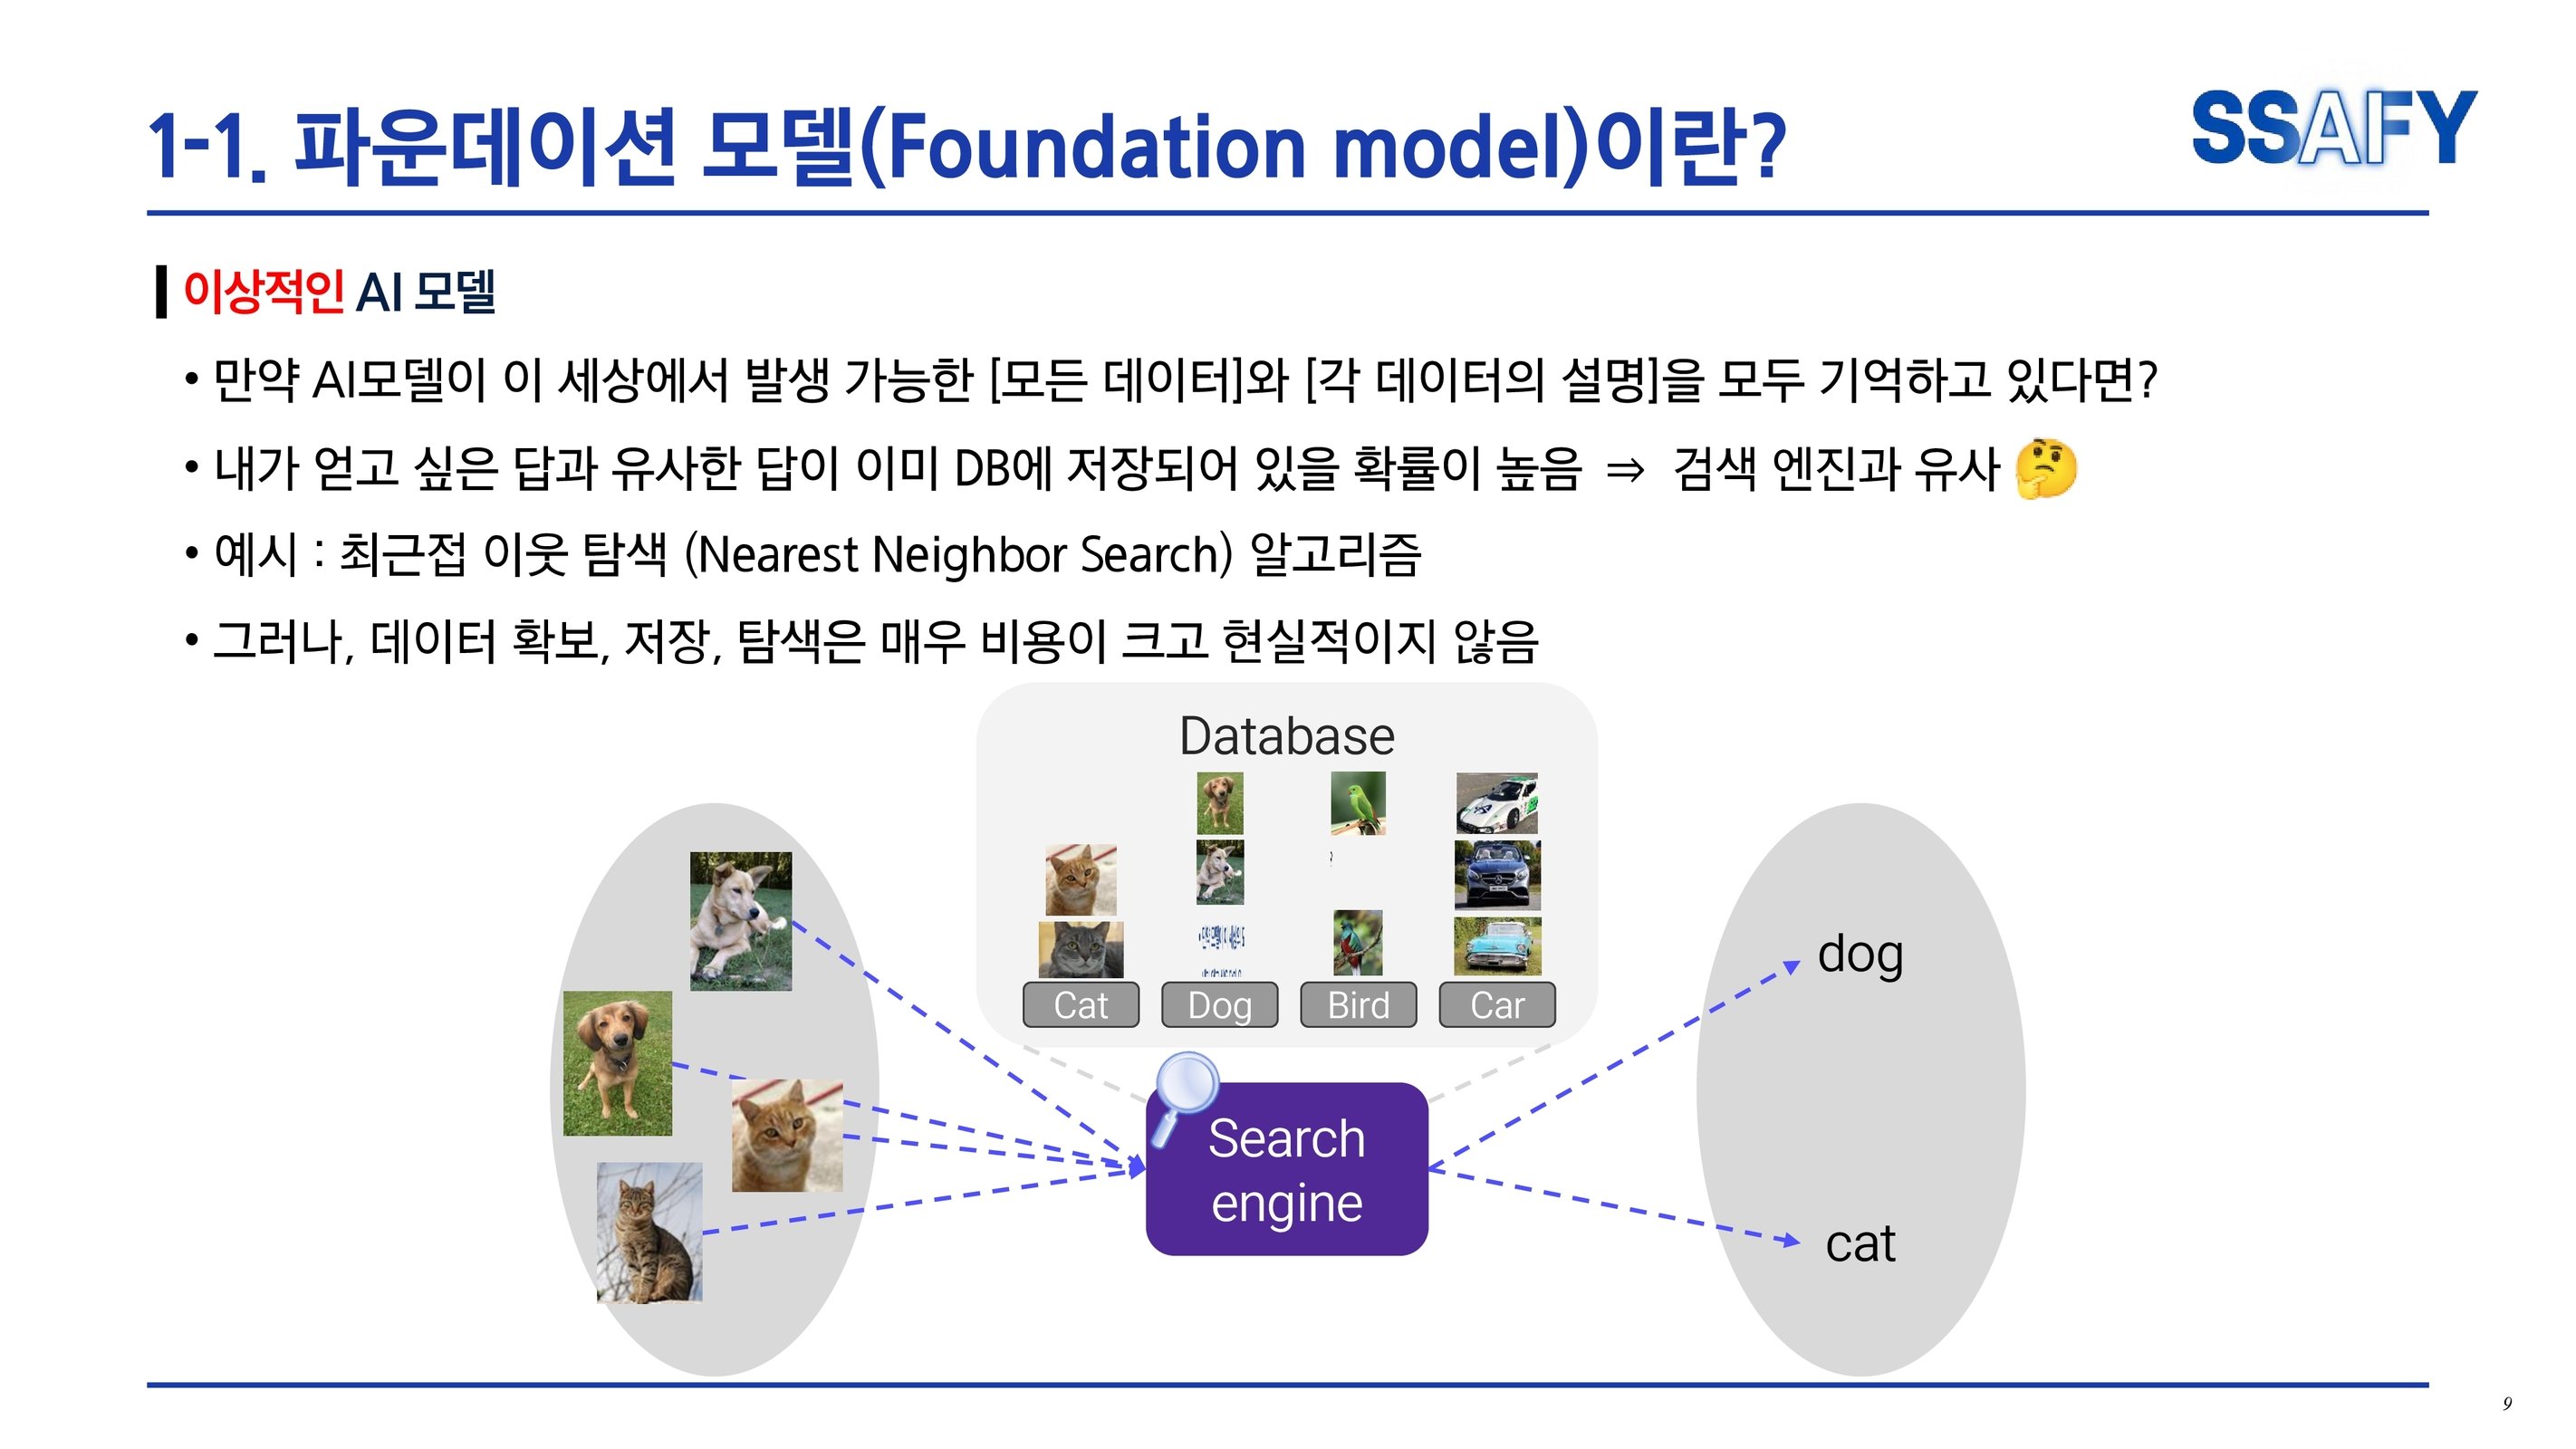 1-1. 파운데이션 모델(Foundation model)이란?
SSAFY
이상적인 AI 모델
• 만약 AI모델이 이 세상에서 발생 가능한 [모든 데이터]와 [각 데이터의 설명]을 모두 기억하고 있다면?
• 내가 얻고 싶은 답과 유사한 답이 이미 DB에 저장되어 있을 확률이 높음 ⇒ 검색 엔진과 유사 🤔
• 예시 : 최근접 이웃 탐색 (Nearest Neighbor Search) 알고리즘
• 그러나, 데이터 확보, 저장, 탐색은 매우 비용이 크고 현실적이지 않음
Database
Cat Dog Bird Car
Search
engine
dog
cat
9